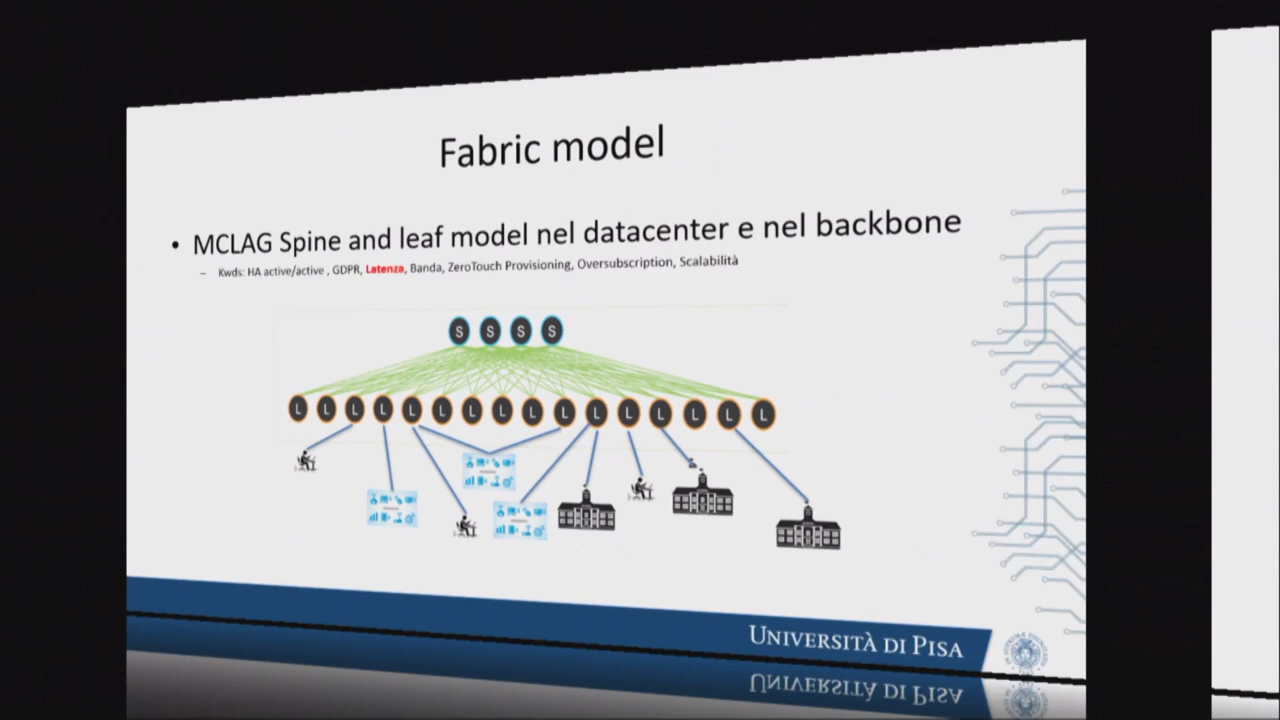 Fabric model
• MCLAG Spine and leaf model nel datacenter e nel backbone
– Kwds: HA active/active , GDPR, Latenza, Banda, ZeroTouch Provisioning, Oversubscription, Scalabilità
S S S S
L L L L L L L L L L L L L L L L
UNIVERSITÀ DI PISA